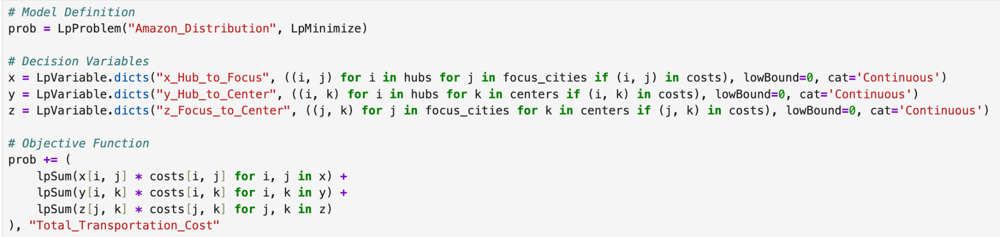 # Model Definition
prob = LpProblem("Amazon_Distribution", LpMinimize)
# Decision Variables
x = LpVariable.dicts("x_Hub_to_Focus", ((i, j) for i in hubs for j in focus_cities if (i, j) in costs), lowBound=0, cat='Continuous')
y = LpVariable.dicts("y_Hub_to_Center", ((i, k) for i in hubs for k in centers if (i, k) in costs), lowBound=0, cat='Continuous')
z = LpVariable.dicts("z_Focus_to_Center", ((j, k) for j in focus_cities for k in centers if (j, k) in costs), lowBound=0, cat='Continuous')
# Objective Function
prob += (
    lpSum(x[i, j] * costs[i, j] for i, j in x) +
    lpSum(y[i, k] * costs[i, k] for i, k in y) +
    lpSum(z[j, k] * costs[j, k] for j, k in z)
), "Total_Transportation_Cost"